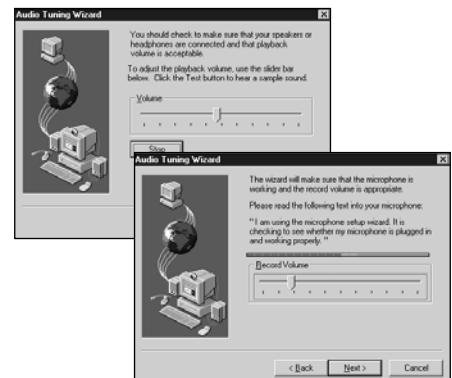 Audio Tuning Wizard
You should check to make sure that your speakers or
headphones are connected and that playback
volume is acceptable.
To adjust the playback volume, use the slider bar
below. Click the Test button to hear a sample sound.
Volume
Stop
Audio Tuning Wizard
The wizard will make sure that the microphone is
working and the record volume is appropriate.
Please read the following text into your microphone:
"I am using the microphone setup wizard. It is
checking to see whether my microphone is plugged in
and working properly. "
Record Volume
< Back
Next >
Cancel